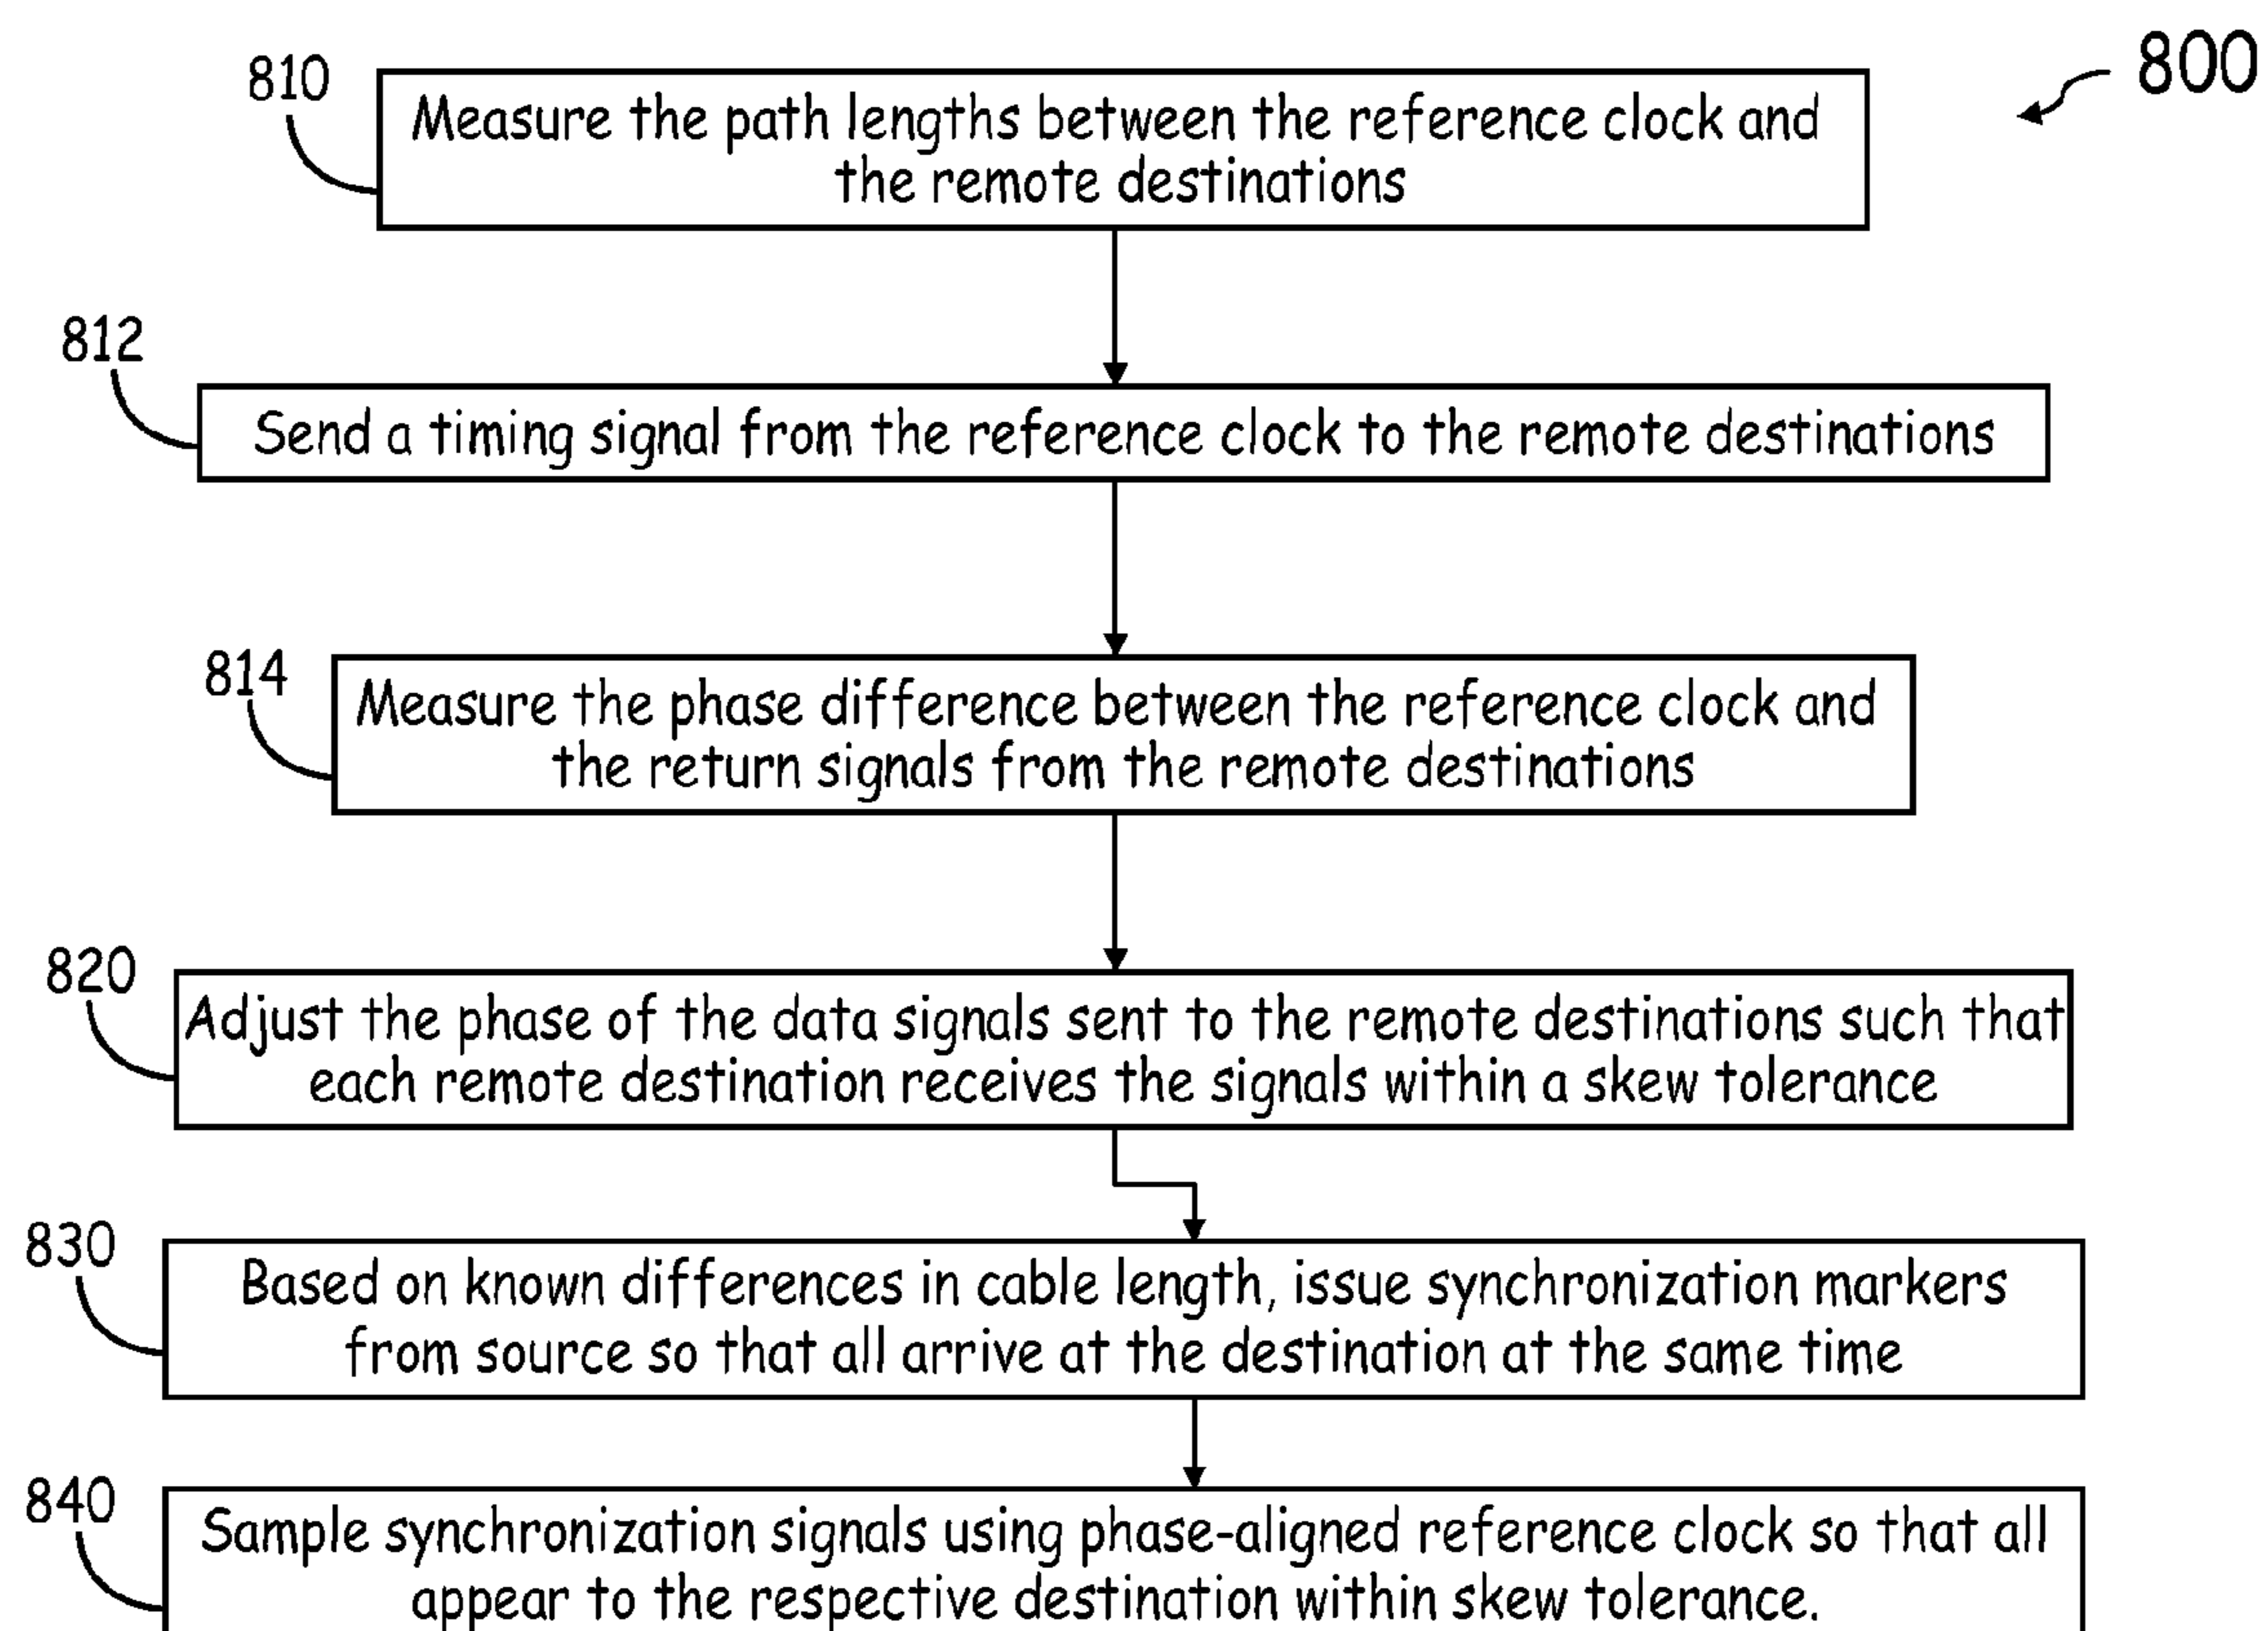 800
810
Measure the path lengths between the reference clock and
the remote destinations
812
Send a timing signal from the reference clock to the remote destinations
814
Measure the phase difference between the reference clock and
the return signals from the remote destinations
820
Adjust the phase of the data signals sent to the remote destinations such that
each remote destination receives the signals within a skew tolerance
830
Based on known differences in cable length, issue synchronization markers
from source so that all arrive at the destination at the same time
840
Sample synchronization signals using phase-aligned reference clock so that all
appear to the respective destination within skew tolerance.